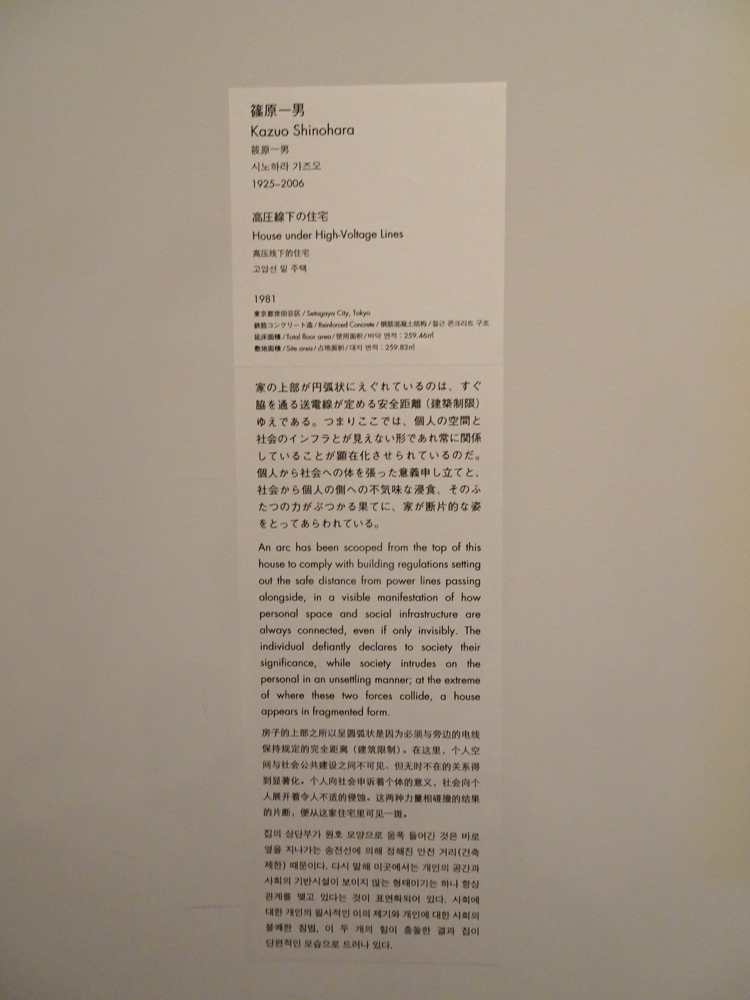 篠原一男
Kazuo Shinohara
筱原一男
시노하라 가즈오
1925–2006
高圧線下の住宅
House under High-Voltage Lines
高压线下的住宅
고압선 밑 주택
1981
東京都世田谷区 / Setagaya City, Tokyo
鉄筋コンクリート造 / Reinforced Concrete / 钢筋混凝土结构 / 철근 콘크리트 구조
延床面積 / Total floor area / 使用面积 / 바닥 면적 : 259.46㎡
敷地面積 / Site area / 占地面积 / 대지 면적 : 259.83㎡
家の上部が円弧状にえぐれているのは、すぐ
脇を通る送電線が定める安全距離（建築制限）
ゆえである。つまりここでは、個人の空間と
社会のインフラとが見えない形であれ常に関係
していることが顕在化させられているのだ。
個人から社会への体を張った意義申し立てと、
社会から個人の側への不気味な浸食、そのふ
たつの力がぶつかる果てに、家が断片的な姿
をとってあらわれている。
An arc has been scooped from the top of this
house to comply with building regulations setting
out the safe distance from power lines passing
alongside, in a visible manifestation of how
personal space and social infrastructure are
always connected, even if only invisibly. The
individual defiantly declares to society their
significance, while society intrudes on the
personal in an unsettling manner; at the extreme
of where these two forces collide, a house
appears in fragmented form.
房子的上部之所以呈圆弧状是因为必须与旁边的电线
保持规定的完全距离（建筑限制）。在这里，个人空
间与社会公共建设之间不可见、但无时不在的关系得
到显著化。个人向社会申诉着个体的意义，社会向个
人展开着令人不适的侵蚀。这两种力量相碰撞的结果
的片断，便从这家住宅里可见一斑。
집의 상단부가 원호 모양으로 움푹 들어간 것은 바로
옆을 지나가는 송전선에 의해 정해진 안전 거리(건축
제한) 때문이다. 다시 말해 이곳에서는 개인의 공간과
사회의 기반시설이 보이지 않는 형태이기는 하나 항상
관계를 맺고 있다는 것이 표면화되어 있다. 사회에
대한 개인의 필사적인 이의 제기와 개인에 대한 사회의
불쾌한 침범, 이 두 개의 힘이 충돌한 결과 집이
단편적인 모습으로 드러나 있다.